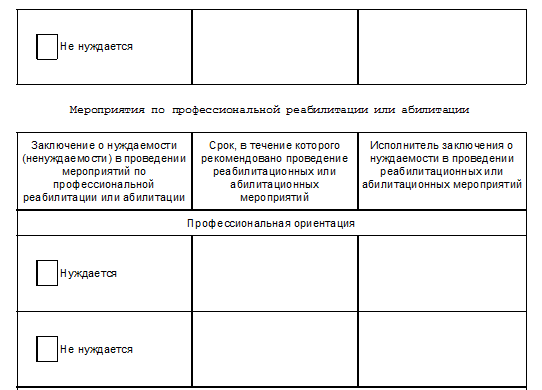 Не нуждается
Мероприятия по профессиональной реабилитации или абилитации
Заключение о нуждаемости
(ненуждаемости) в проведении
мероприятий по
профессиональной
реабилитации или абилитации
Срок, в течение которого
рекомендовано проведение
реабилитационных или
абилитационных
мероприятий
Исполнитель заключения о
нуждаемости в проведении
реабилитационных или
абилитационных мероприятий
Профессиональная ориентация
Нуждается
Не нуждается